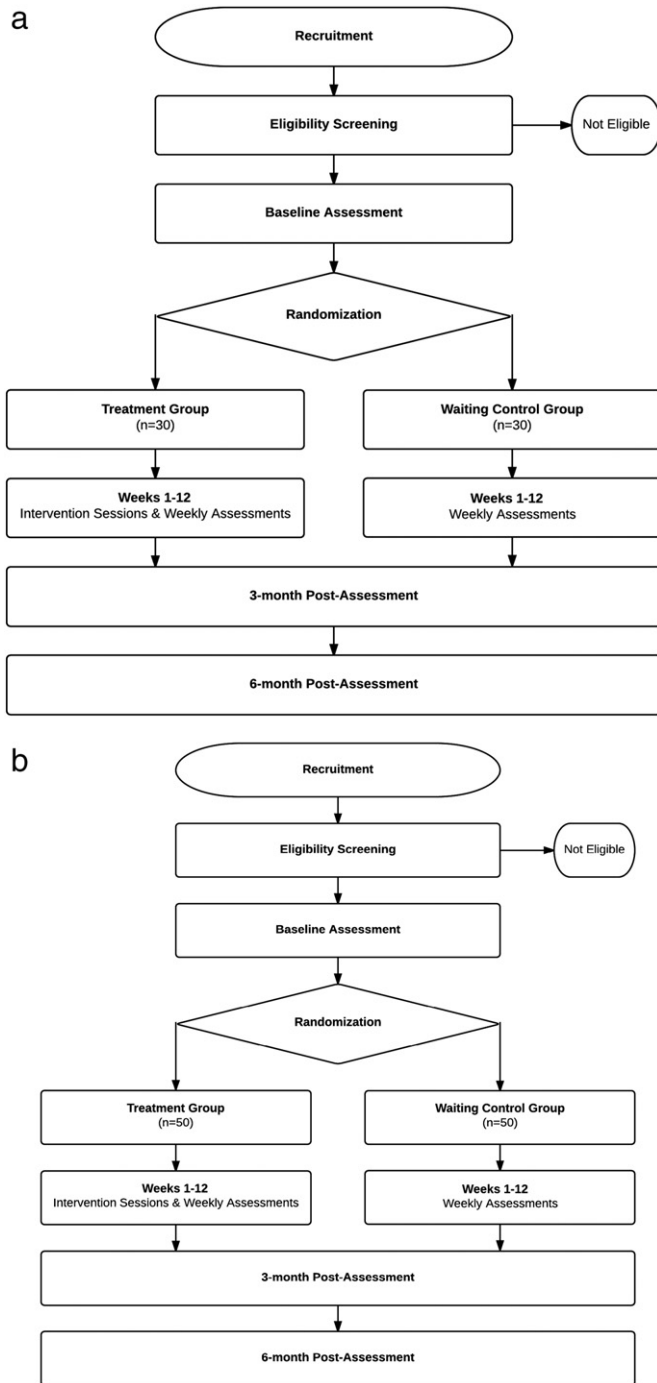 a
Recruitment
Eligibility Screening
Not Eligible
Baseline Assessment
Randomization
Treatment Group
(n=30)
Waiting Control Group
(n=30)
Weeks 1-12
Intervention Sessions & Weekly Assessments
Weeks 1-12
Weekly Assessments
3-month Post-Assessment
6-month Post-Assessment
b
Recruitment
Eligibility Screening
Not Eligible
Baseline Assessment
Randomization
Treatment Group
(n=50)
Waiting Control Group
(n=50)
Weeks 1-12
Intervention Sessions & Weekly Assessments
Weeks 1-12
Weekly Assessments
3-month Post-Assessment
6-month Post-Assessment